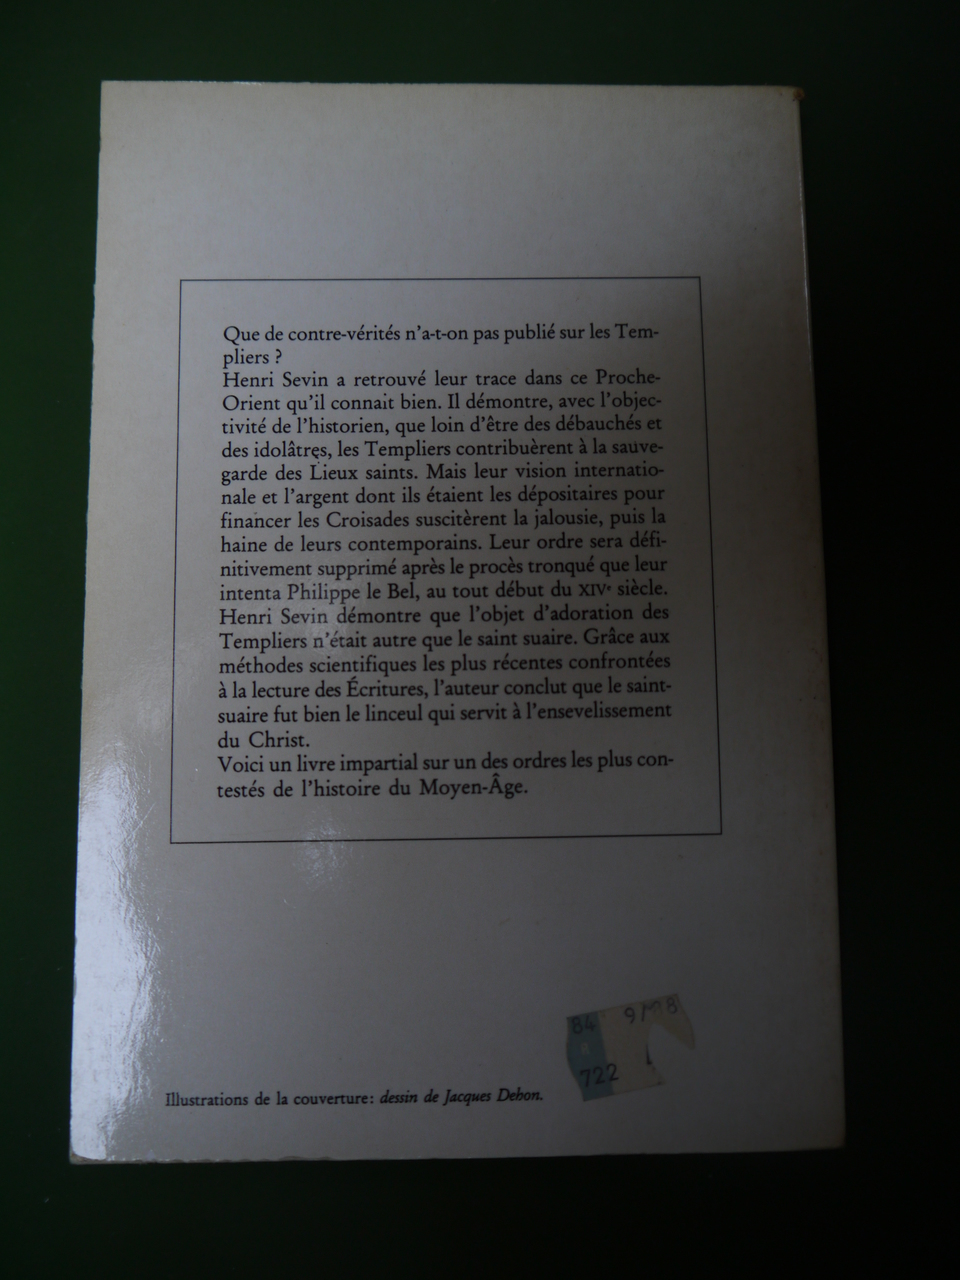 Que de contre-vérités n'a-t-on pas publié sur les Tem-
pliers ?
Henri Sevin a retrouvé leur trace dans ce Proche-
Orient qu'il connait bien. Il démontre, avec l'objec-
tivité de l'historien, que loin d'être des débauchés et
des idolâtres, les Templiers contribuèrent à la sauve-
garde des Lieux saints. Mais leur vision internatio-
nale et l'argent dont ils étaient les dépositaires pour
financer les Croisades suscitèrent la jalousie, puis la
haine de leurs contemporains. Leur ordre sera défi-
nitivement supprimé après le procès tronqué que leur
intenta Philippe le Bel, au tout début du XIVe siècle.
Henri Sevin démontre que l'objet d'adoration des
Templiers n'était autre que le saint suaire. Grâce aux
méthodes scientifiques les plus récentes confrontées
à la lecture des Écritures, l'auteur conclut que le saint-
suaire fut bien le linceul qui servit à l'ensevelissement
du Christ.
Voici un livre impartial sur un des ordres les plus con-
testés de l'histoire du Moyen-Âge.
84
722
Illustrations de la couverture: dessin de Jacques Dehon.